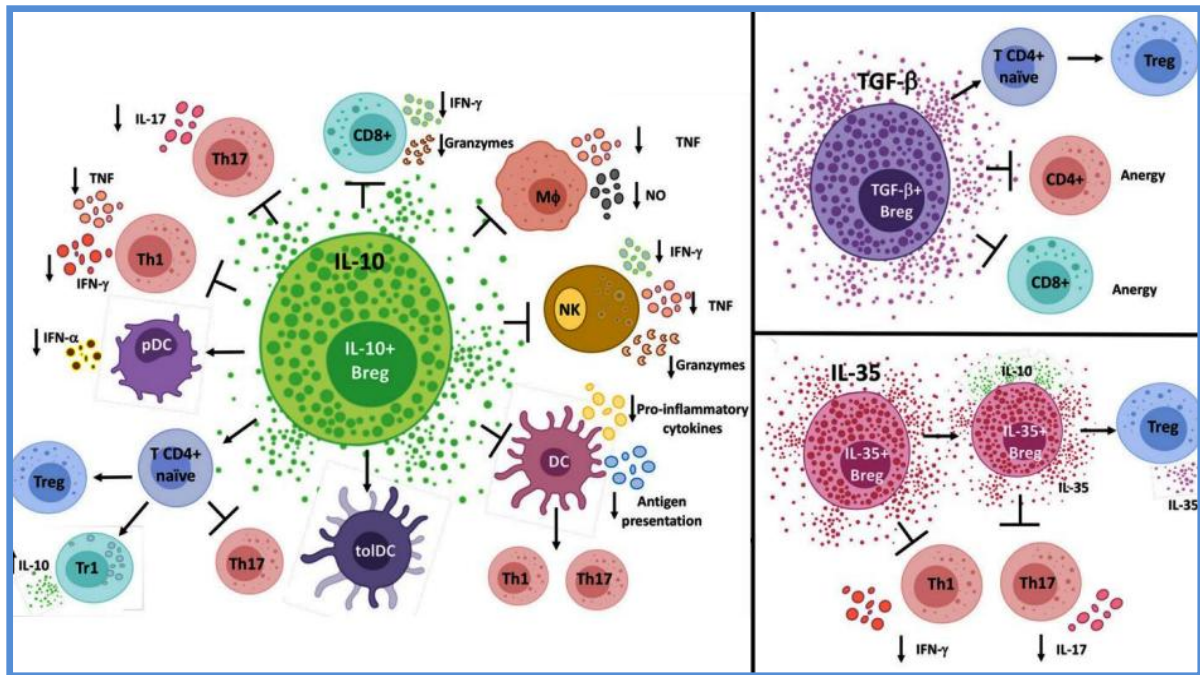 IL-17
Th17
CD8+
IFN-γ
Granzymes
Mϕ
TNF
NO
TNF
IFN-γ
Th1
IL-10
IL-10+
Breg
IFN-γ
NK
TNF
Granzymes
IFN-α
pDC
T CD4+
naïve
Treg
IL-10
Tr1
Th17
tolDC
DC
Pro-inflammatory
cytokines
Antigen
presentation
Th1
Th17
TGF-β
TGF-β+
Breg
T CD4+
naïve
Treg
CD4+
Anergy
CD8+
Anergy
IL-35
IL-35+
Breg
IL-10
IL-35+
Breg
IL-35
Treg
IL-35
Th1
Th17
IFN-γ
IL-17